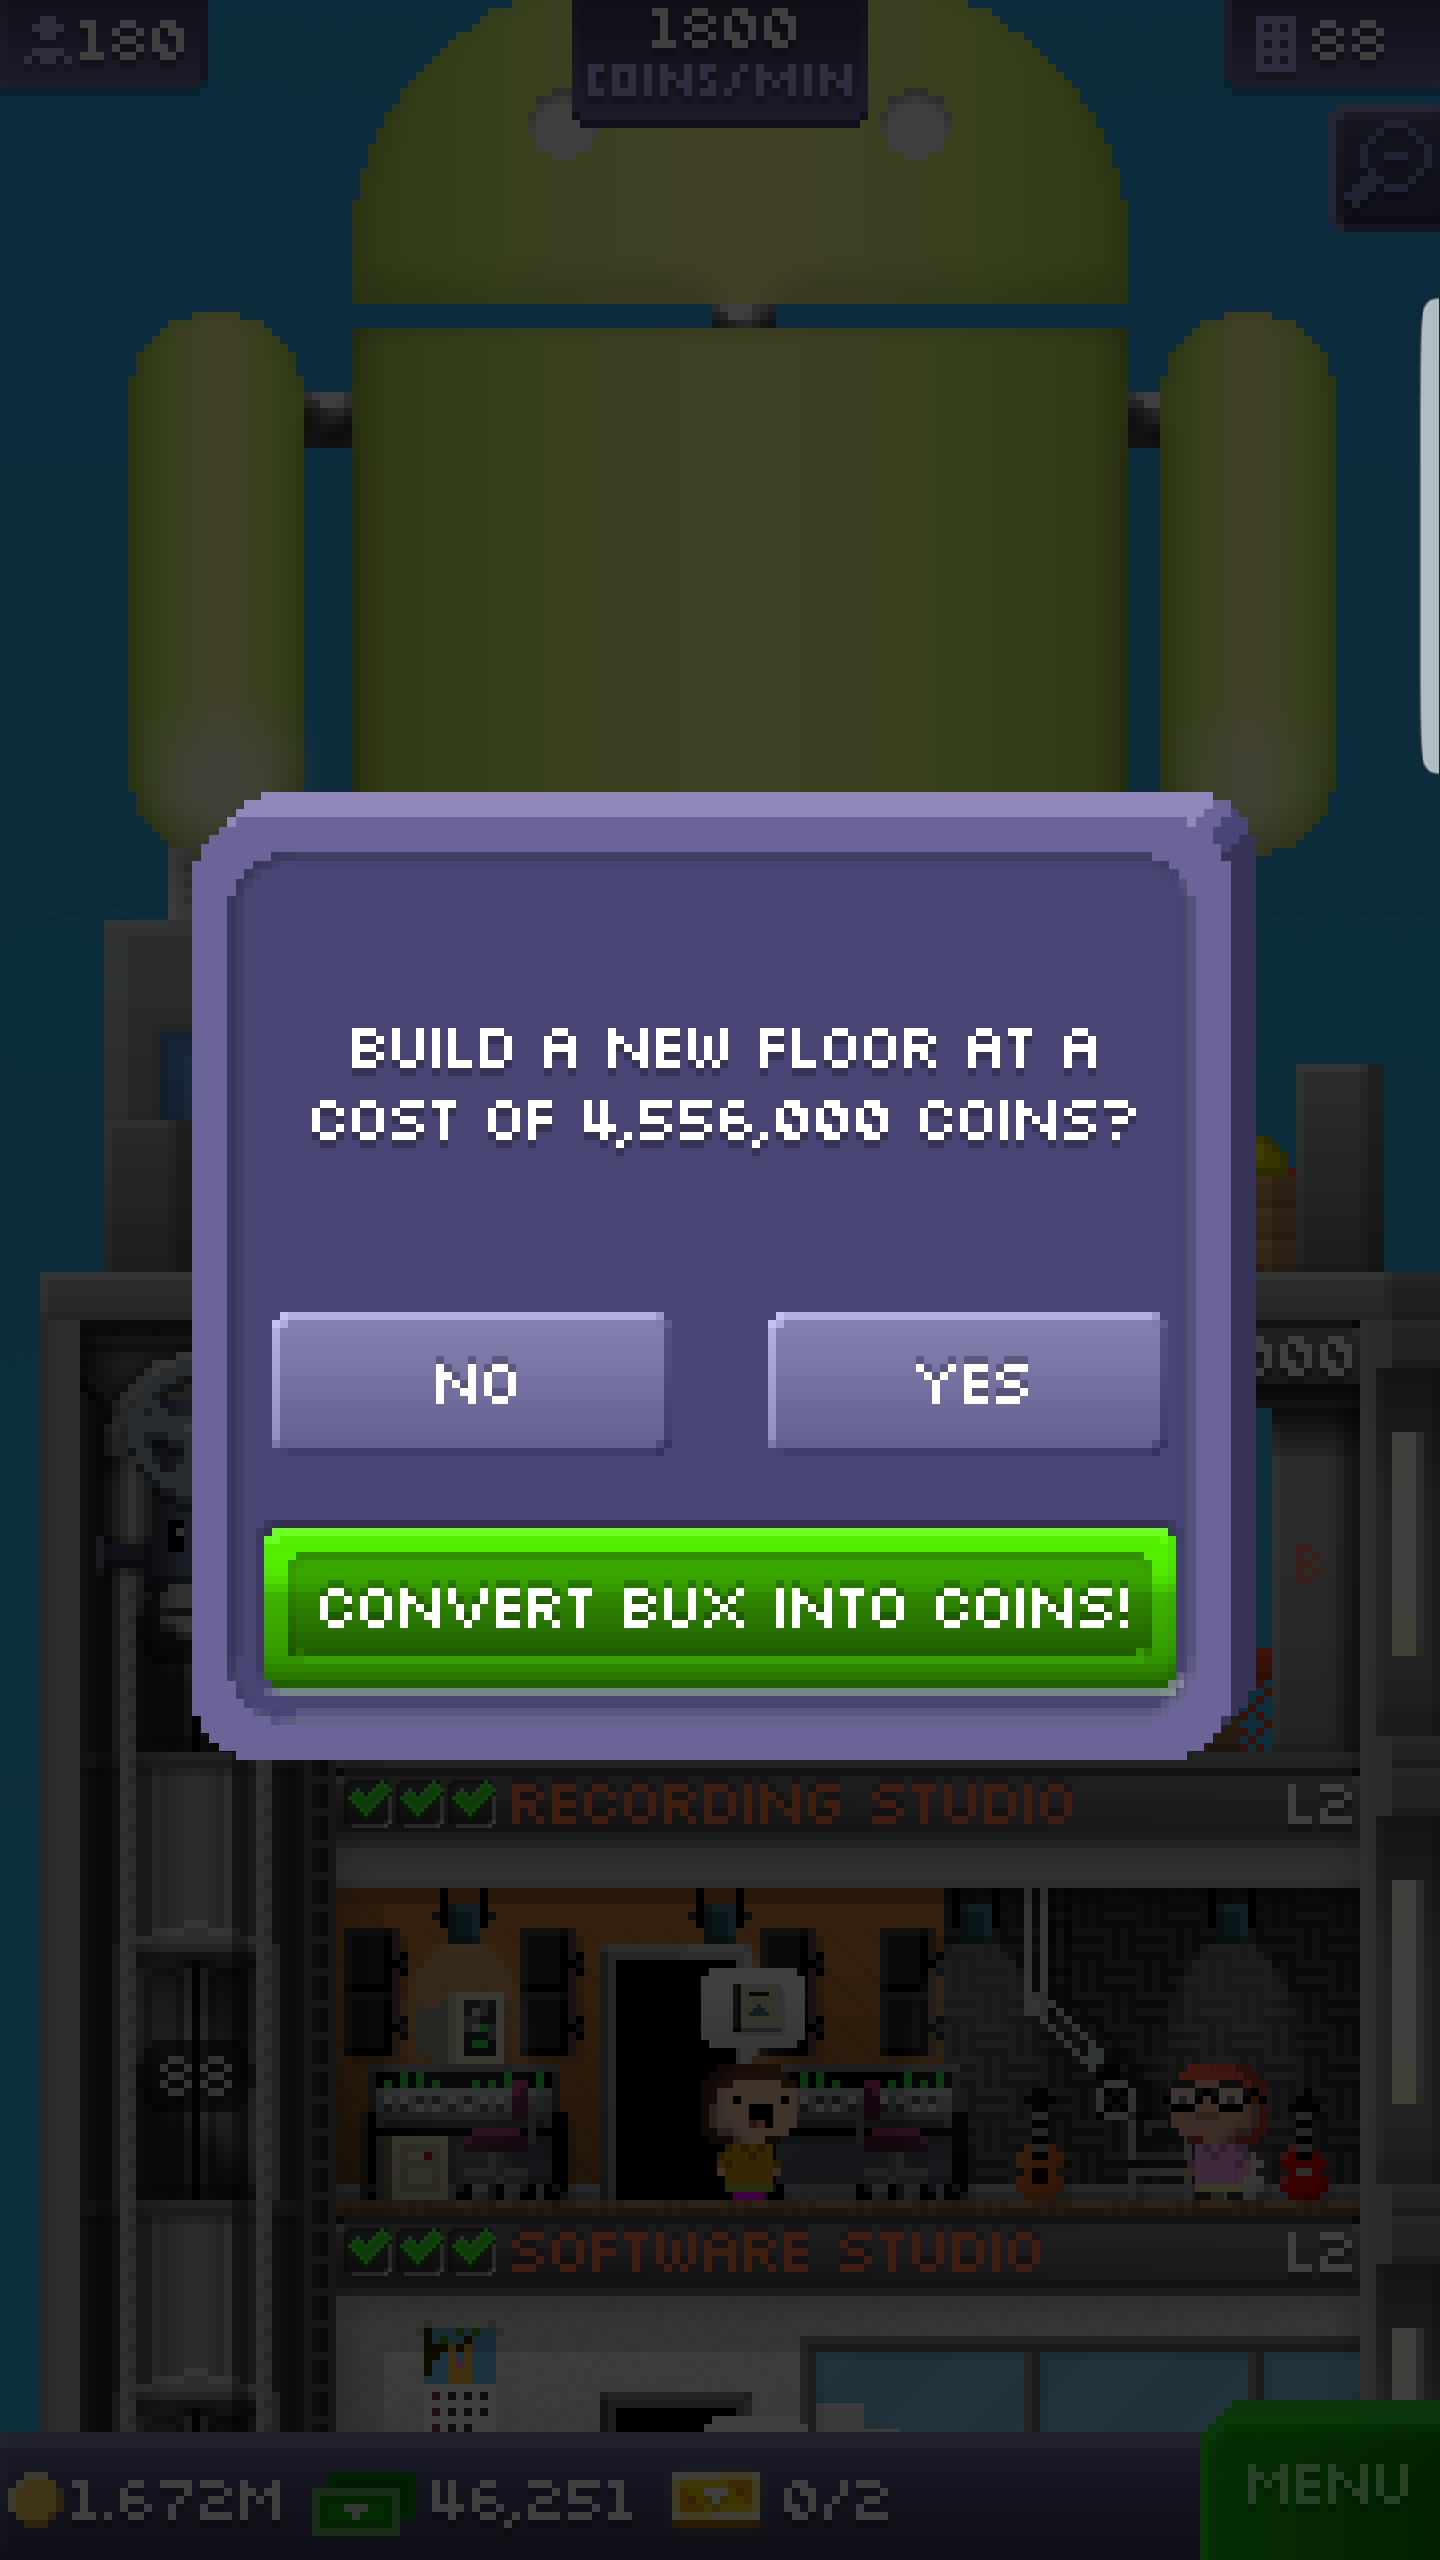 180
1800
COINS/MIN
88
BUILD A NEW FLOOR AT A
COST OF 4,556,000 COINS?
NO
YES
000
CONVERT BUX INTO COINS!
B
RECORDING STUDIO L2
88
SOFTWARE STUDIO L2
1.672M 46,251 0/2 MENU